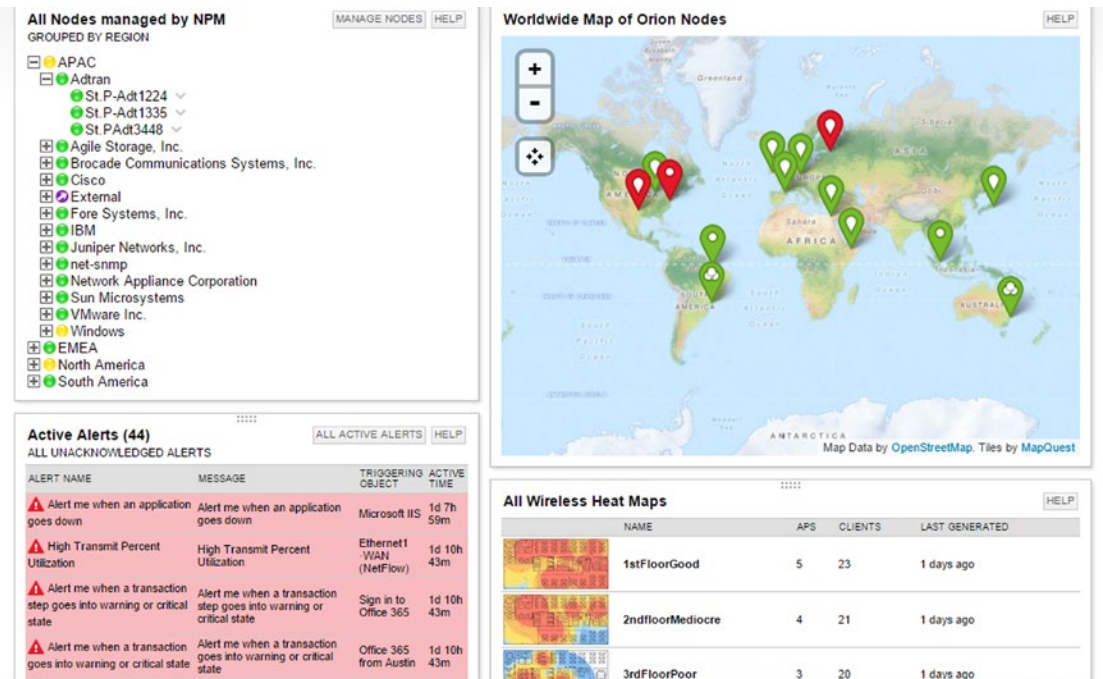 All Nodes managed by NPM
MANAGE NODES
HELP
GROUPED BY REGION
APAC
Adtran
St.P-Adt1224
St.P-Adt1335
St.PAdt3448
Agile Storage, Inc.
Brocade Communications Systems, Inc.
Cisco
External
Fore Systems, Inc.
IBM
Juniper Networks, Inc.
net-snmp
Network Appliance Corporation
Sun Microsystems
VMware Inc.
Windows
EMEA
North America
South America
Active Alerts (44)
ALL ACTIVE ALERTS
HELP
ALL UNACKNOWLEDGED ALERTS
ALERT NAME
MESSAGE
TRIGGERING
OBJECT
ACTIVE
TIME
Alert me when an application
goes down
Alert me when an application
goes down
Microsoft IIS
1d 7h
59m
High Transmit Percent
Utilization
High Transmit Percent
Utilization
Ethernet1
·WAN
(NetFlow)
1d 10h
43m
Alert me when a transaction
step goes into warning or critical
state
Alert me when a transaction
step goes into warning or
critical state
Sign in to
Office 365
1d 10h
43m
Alert me when a transaction
goes into warning or critical state
Alert me when a transaction
goes into warning or critical
state
Office 365
from Austin
1d 10h
43m
Worldwide Map of Orion Nodes
HELP
+
-
Greenland
Siberia
ASIA
Gobi
Sahara
AFRICA
SOUTH
AMERICA
ANTARCTICA
Map Data by OpenStreetMap. Tiles by MapQuest
All Wireless Heat Maps
HELP
NAME
APS
CLIENTS
LAST GENERATED
1stFloorGood
5
23
1 days ago
2ndfloorMediocre
4
21
1 days ago
3rdFloorPoor
3
20
1 days ago